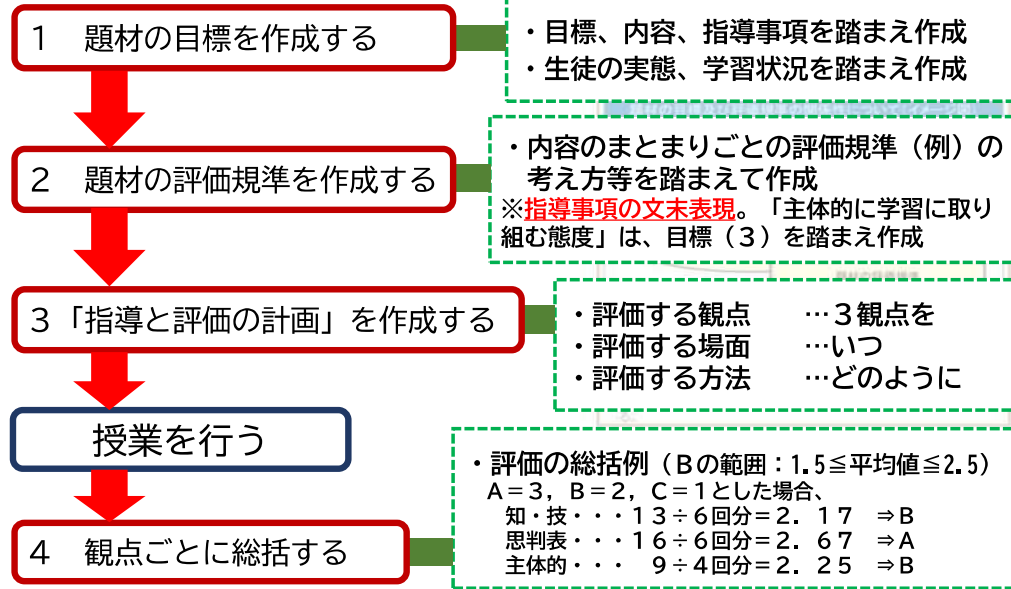 1　題材の目標を作成する
・目標、内容、指導事項を踏まえ作成
・生徒の実態、学習状況を踏まえ作成
2　題材の評価規準を作成する
・内容のまとまりごとの評価規準（例）の
考え方等を踏まえて作成
※指導事項の文末表現。「主体的に学習に取り
組む態度」は、目標（3）を踏まえ作成
3「指導と評価の計画」を作成する
・評価する観点　　…3観点を
・評価する場面　　…いつ
・評価する方法　　…どのように
授業を行う
4　観点ごとに総括する
・評価の総括例（Bの範囲：1.5≦平均値≦2.5）
A＝3，B＝2，C＝1とした場合、
知・技・・・13÷6回分＝2．17　⇒B
思判表・・・16÷6回分＝2．67　⇒A
主体的・・・　9÷4回分＝2．25　⇒B